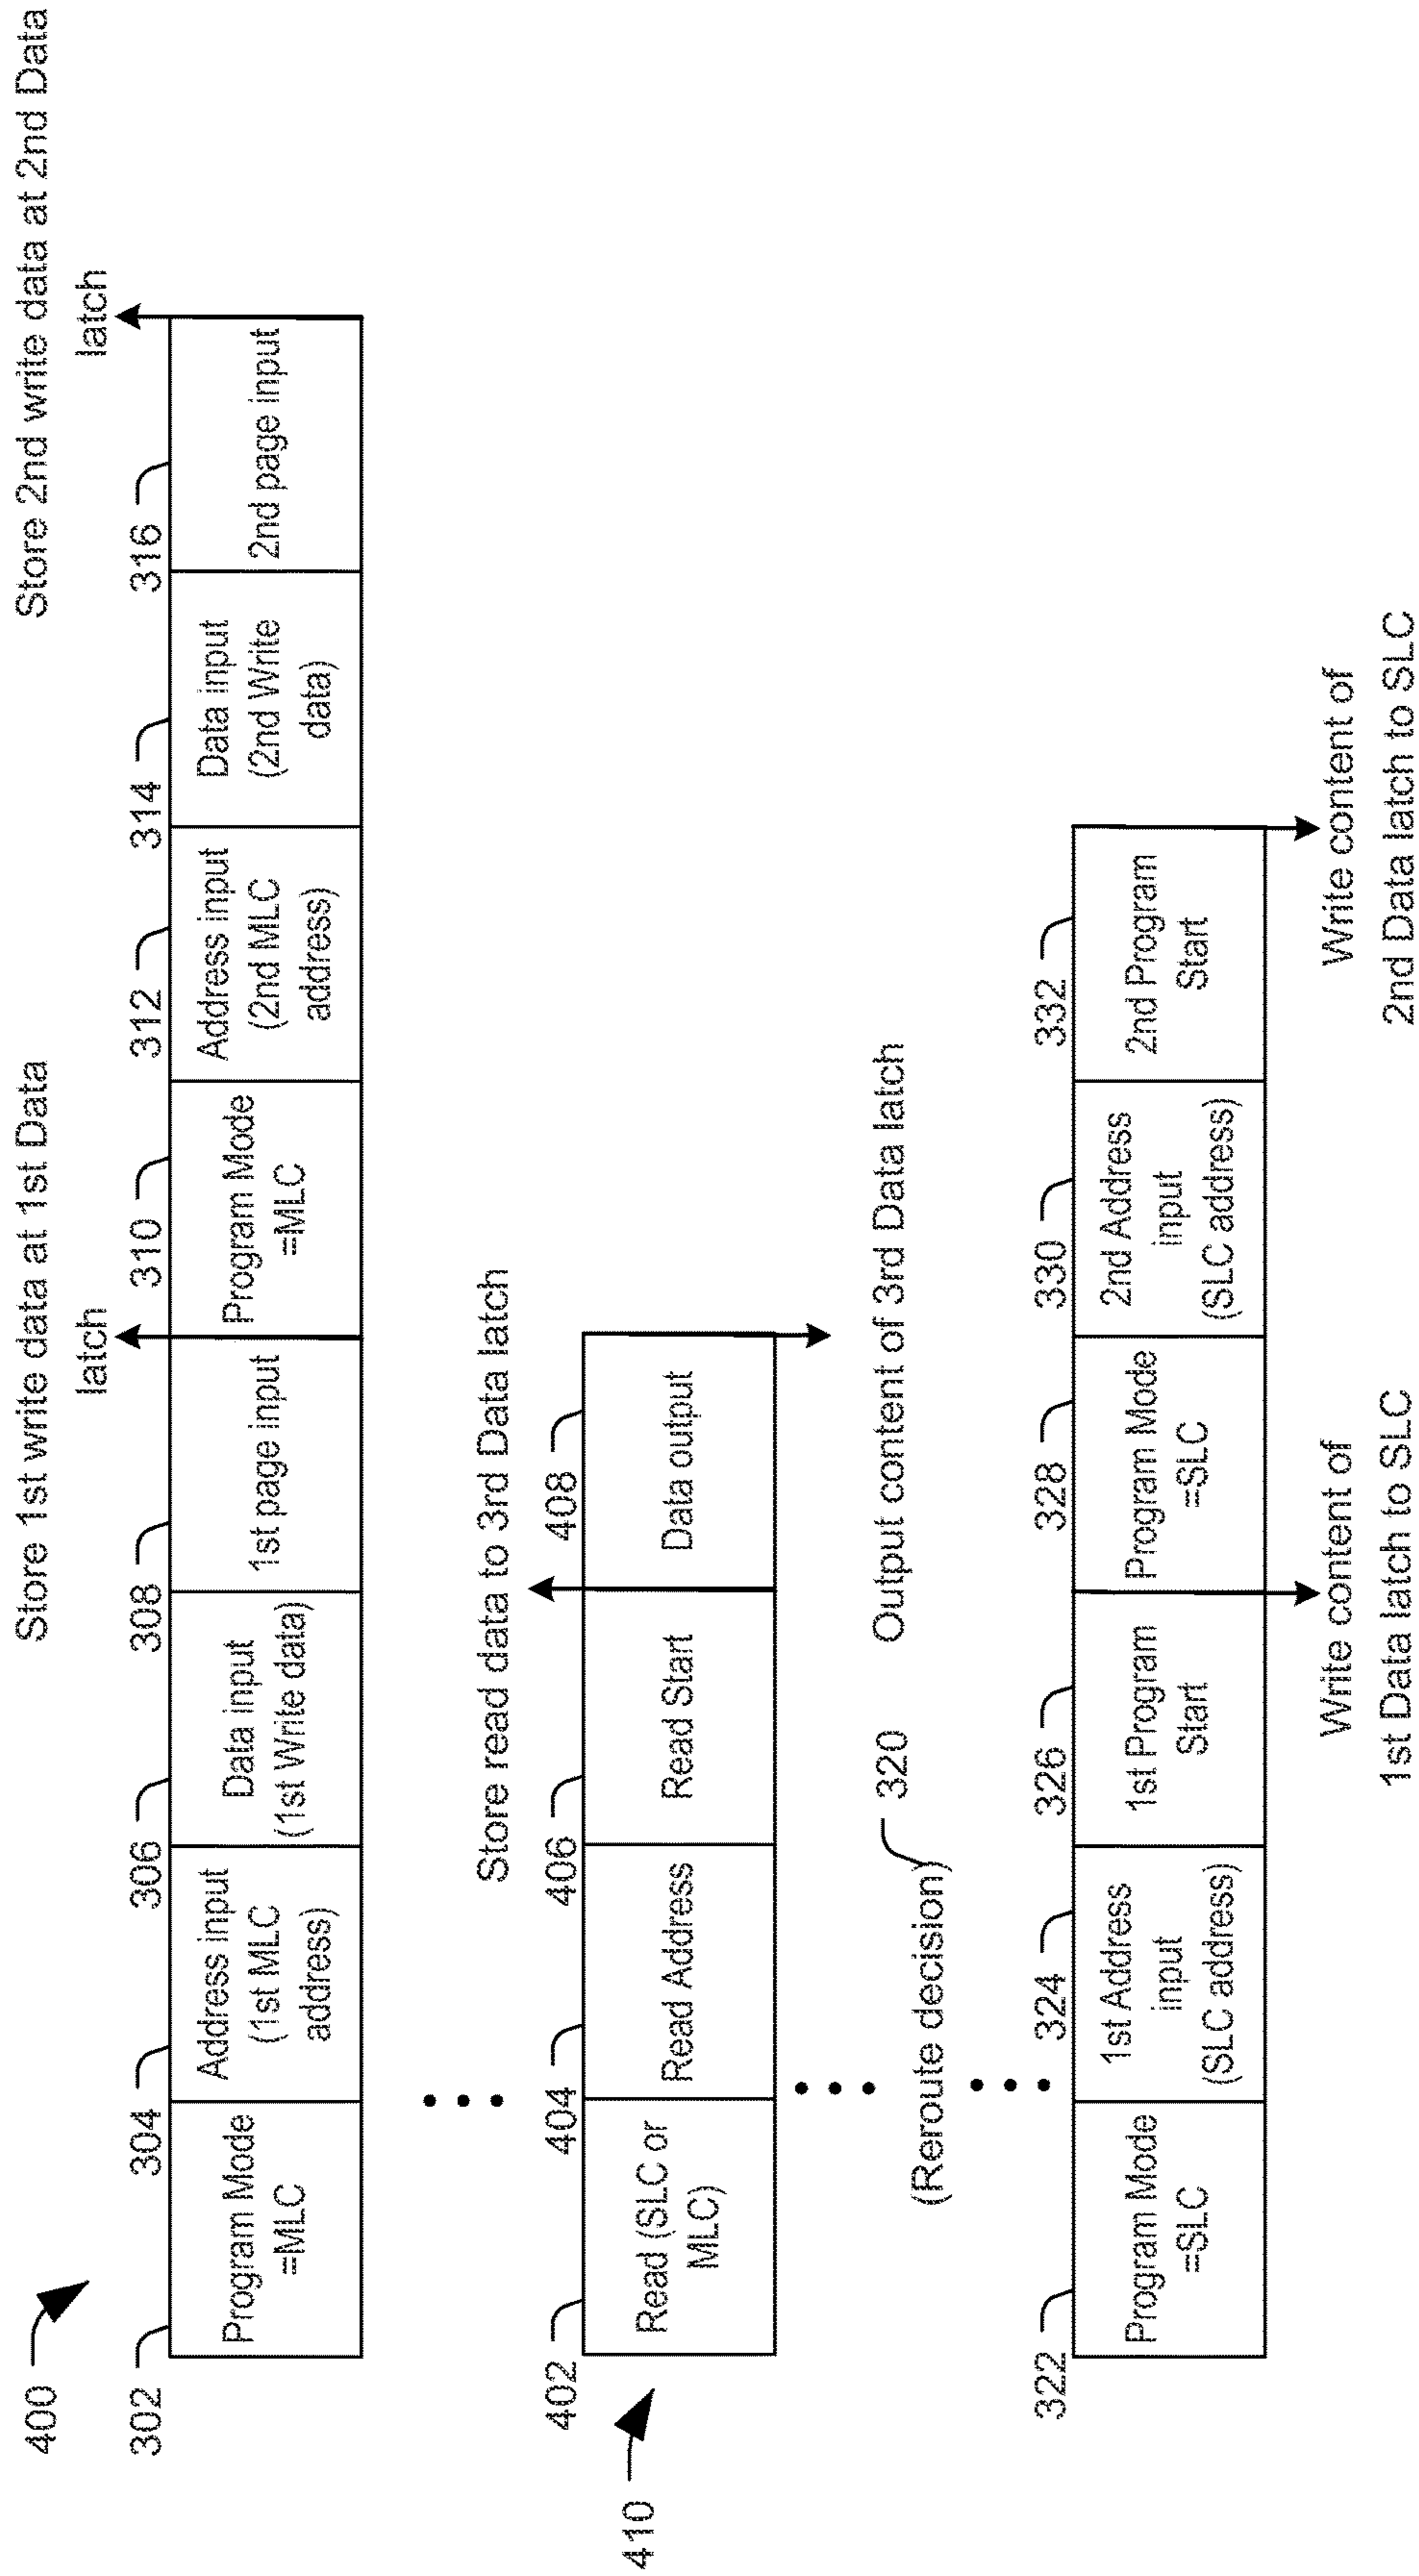 400
Store 1st write data at 1st Data
latch
Store 2nd write data at 2nd Data
latch
302
304
306
308
310
312
314
316
Program Mode
=MLC
Address input
(1st MLC
address)
Data input
(1st Write data)
1st page input
Program Mode
=MLC
Address input
(2nd MLC
address)
Data input
(2nd Write
data)
2nd page input
Store read data to 3rd Data latch
410
402
404
406
408
Read (SLC or
MLC)
Read Address
Read Start
Data output
Output content of 3rd Data latch
320
(Reroute decision)
322
324
326
328
330
332
Program Mode
=SLC
1st Address
input
(SLC address)
1st Program
Start
Program Mode
=SLC
2nd Address
input
(SLC address)
2nd Program
Start
Write content of
1st Data latch to SLC
Write content of
2nd Data latch to SLC